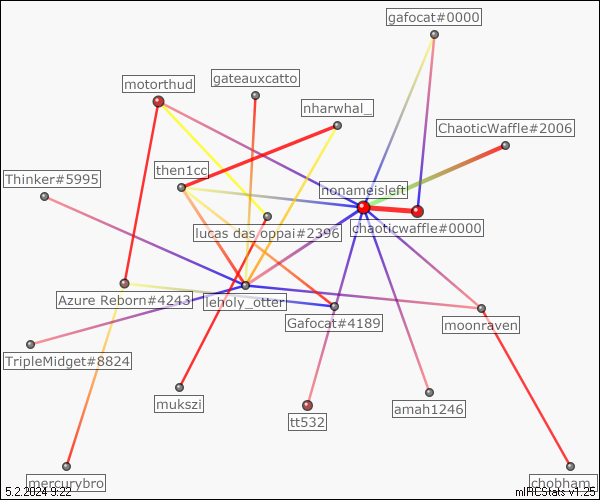 gafocat#0000
motorthud
gateauxcatto
nharwhal_
ChaoticWaffle#2006
then1cc
Thinker#5995
nonameisleft
lucas das oppai#2396
chaoticwaffle#0000
Azure Reborn#4243
leholy_otter
Gafocat#4189
moonraven
TripleMidget#8824
mukszi
amah1246
tt532
mercurybro
chobham_
5.2.2024 9:22
mIRCStats v1.25